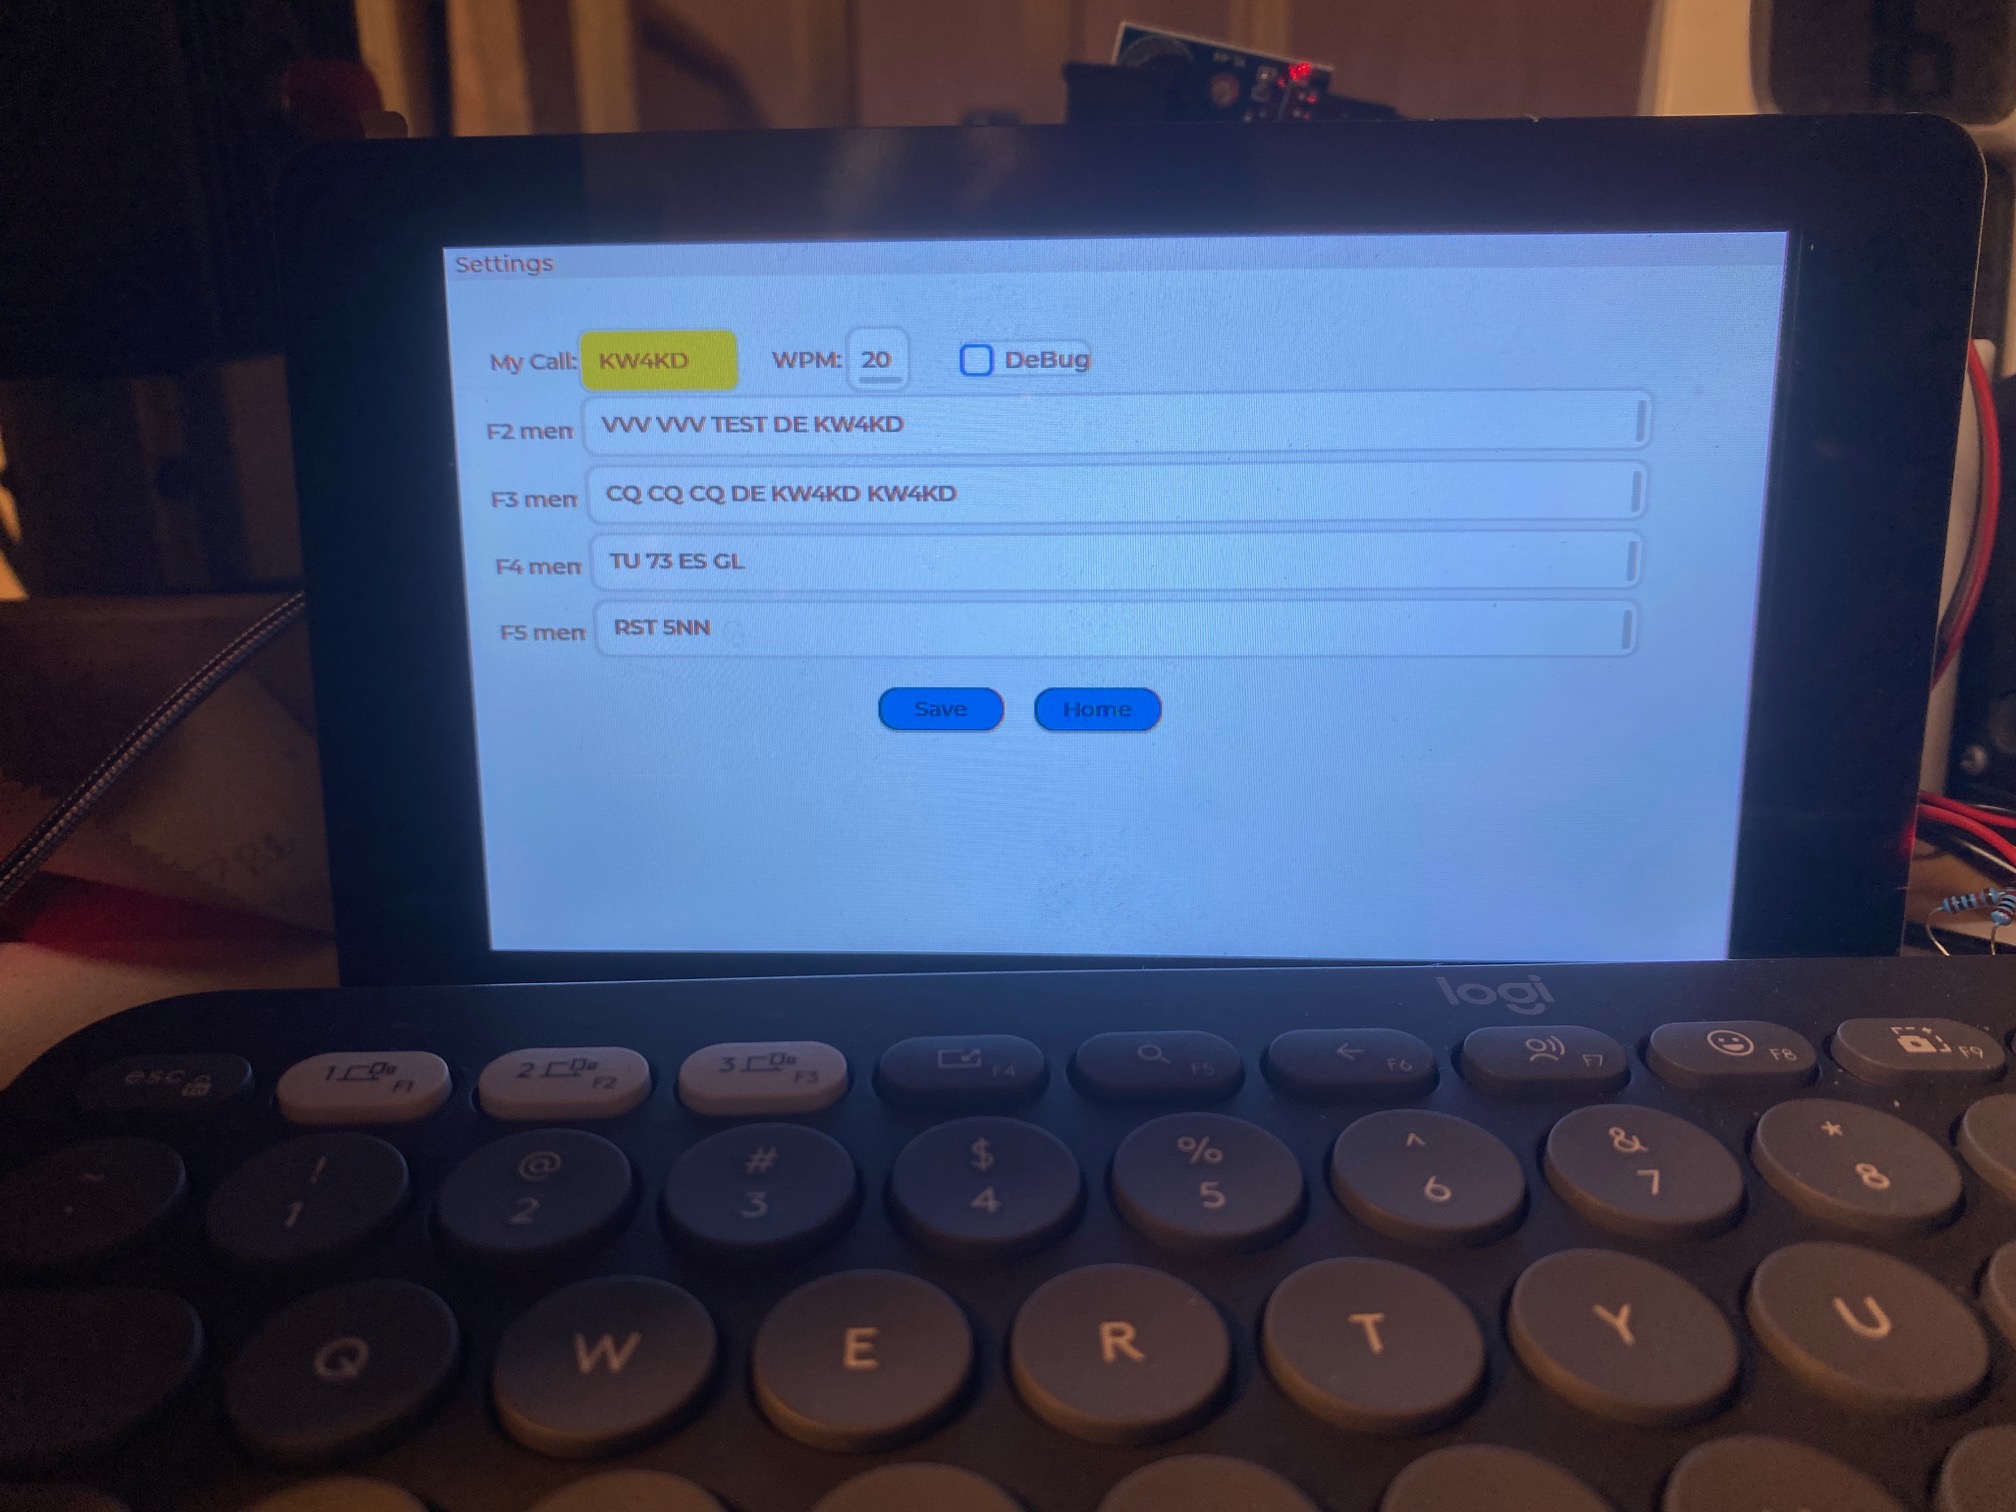 Settings
My Call: KW4KD WPM: 20 DeBug
F2 mem VVV VVV TEST DE KW4KD
F3 mem CQ CQ CQ DE KW4KD KW4KD
F4 mem TU 73 ES GL
F5 mem RST 5NN
Save Home
logi
esc 1 F1 2 F2 3 F3 F4 F5 F6 F7 F8 F9
~ ! 1 @ 2 # 3 $ 4 % 5 ^ 6 & 7 * 8
Q W E R T Y U